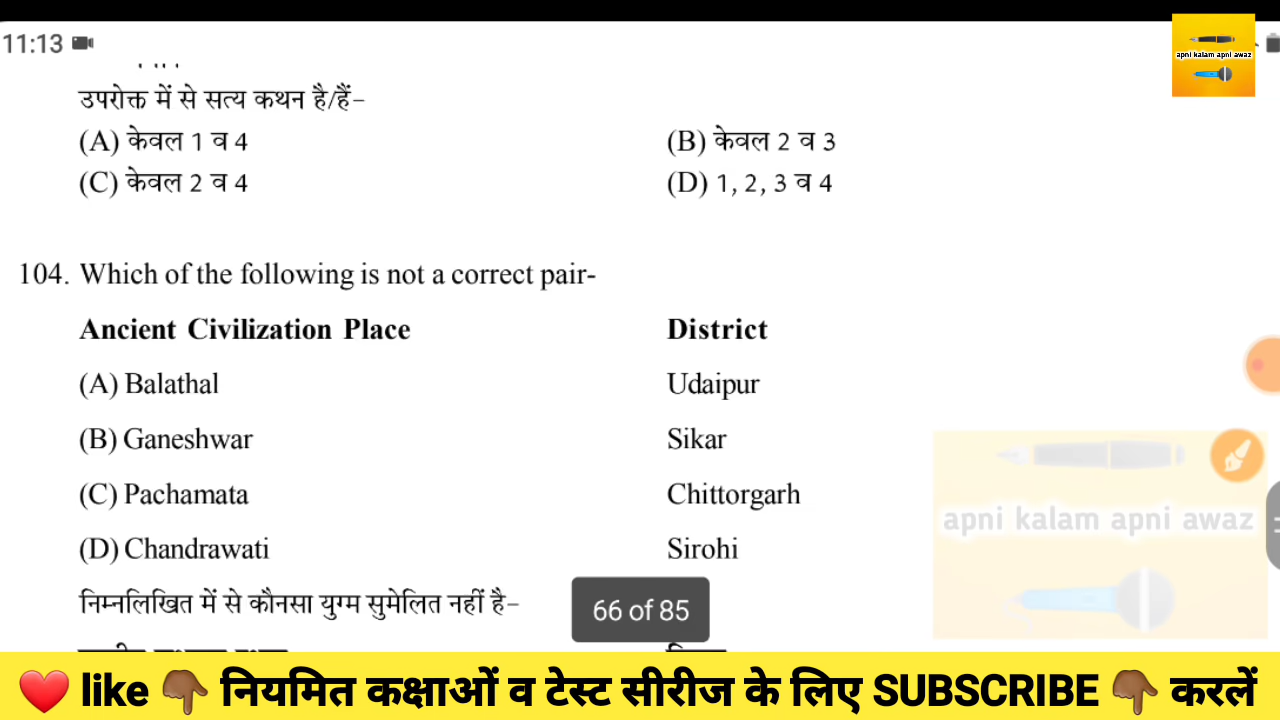 11:13
apni kalam apni awaz
उपरोक्त में से सत्य कथन है/हैं–
(A) केवल 1 व 4 (B) केवल 2 व 3
(C) केवल 2 व 4 (D) 1, 2, 3 व 4
104. Which of the following is not a correct pair-
Ancient Civilization Place District
(A) Balathal Udaipur
(B) Ganeshwar Sikar
(C) Pachamata Chittorgarh
apni kalam apni awaz
(D) Chandrawati Sirohi
निम्नलिखित में से कौनसा युग्म सुमेलित नहीं है–
66 of 85
❤️ like 👇🏾 नियमित कक्षाओं व टेस्ट सीरीज के लिए SUBSCRIBE 👇🏾 करलें